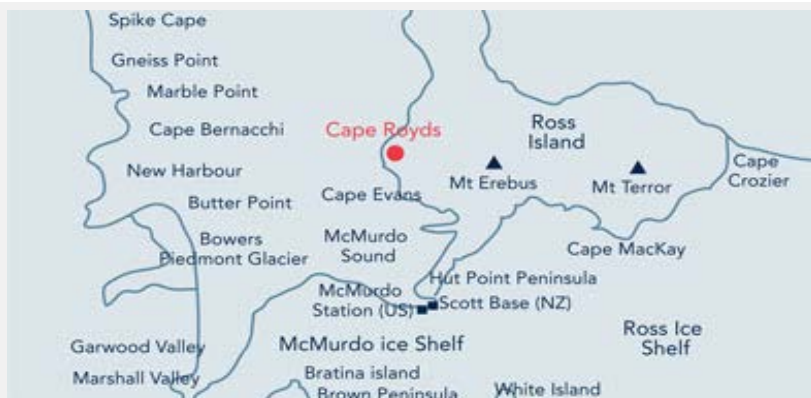 Spike Cape
Gneiss Point
Marble Point
Cape Bernacchi
New Harbour
Butter Point
Bowers
Piedmont Glacier
Garwood Valley
Marshall Valley
Cape Royds
Cape Evans
McMurdo
Sound
McMurdo
Station (US)
McMurdo ice Shelf
Bratina island
Brown Peninsula
Ross
Island
Mt Erebus
Mt Terror
Cape
Crozier
Cape MacKay
Hut Point Peninsula
Scott Base (NZ)
Ross Ice
Shelf
White Island